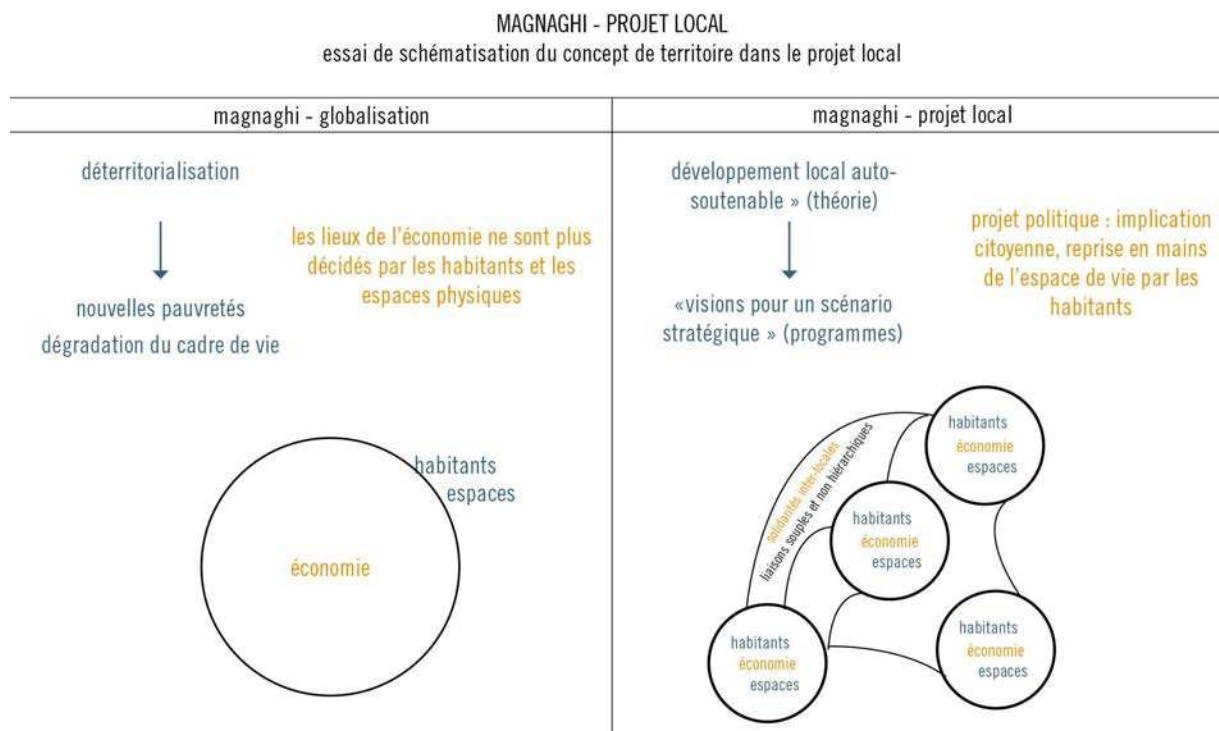 MAGNAGHI - PROJET LOCAL
essai de schématisation du concept de territoire dans le projet local
magnaghi - globalisation
déterritorialisation
les lieux de l'économie ne sont plus
décidés par les habitants et les
espaces physiques
nouvelles pauvretés
dégradation du cadre de vie
habitants
espaces
économie
magnaghi - projet local
développement local auto-
soutenable » (théorie)
projet politique : implication
citoyenne, reprise en mains
de l'espace de vie par les
habitants
«visions pour un scénario
stratégique » (programmes)
solidarités inter-locales
liaisons souples et non hiérarchiques
habitants
économie
espaces
habitants
économie
espaces
habitants
économie
espaces
habitants
économie
espaces